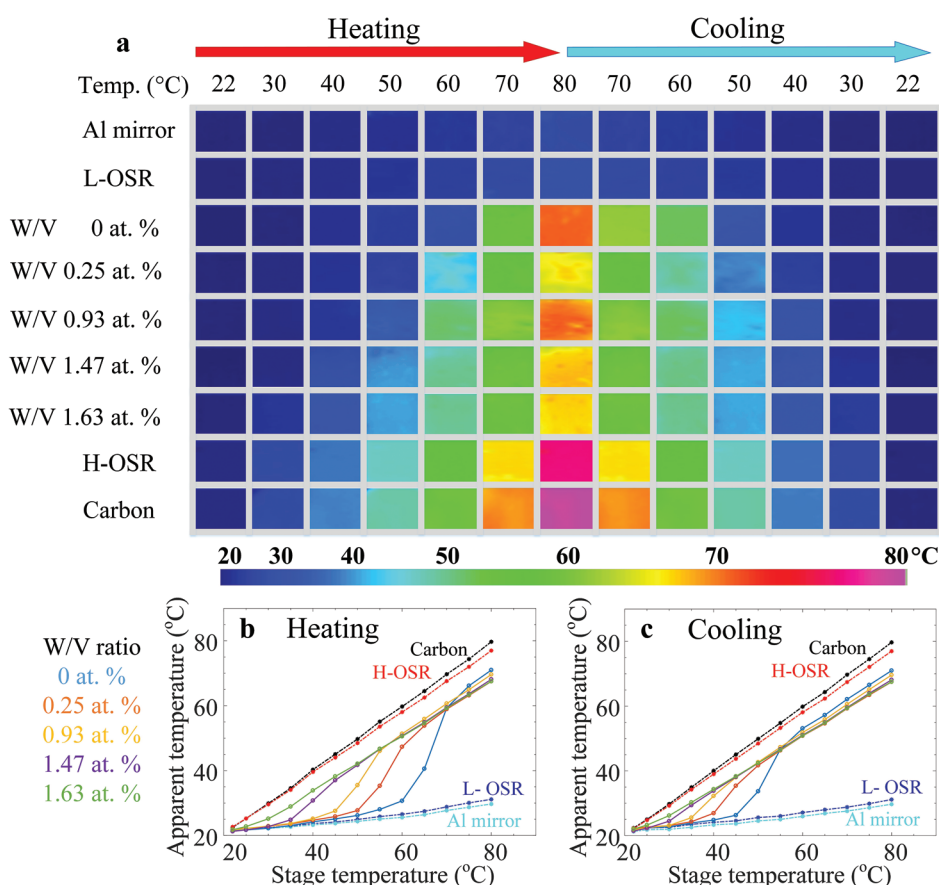 Heating Cooling
a
Temp. (°C) 22 30 40 50 60 70 80 70 60 50 40 30 22
Al mirror
L-OSR
W/V 0 at. %
W/V 0.25 at. %
W/V 0.93 at. %
W/V 1.47 at. %
W/V 1.63 at. %
H-OSR
Carbon
20 30 40 50 60 70 80 °C
W/V ratio
0 at. %
0.25 at. %
0.93 at. %
1.47 at. %
1.63 at. %
b Heating
Apparent temperature (°C)
80
60
40
20
Carbon
H-OSR
L- OSR
Al mirror
20 40 60 80
Stage temperature (°C)
c Cooling
Apparent temperature (°C)
80
60
40
20
Carbon
H-OSR
L- OSR
Al mirror
20 40 60 80
Stage temperature (°C)